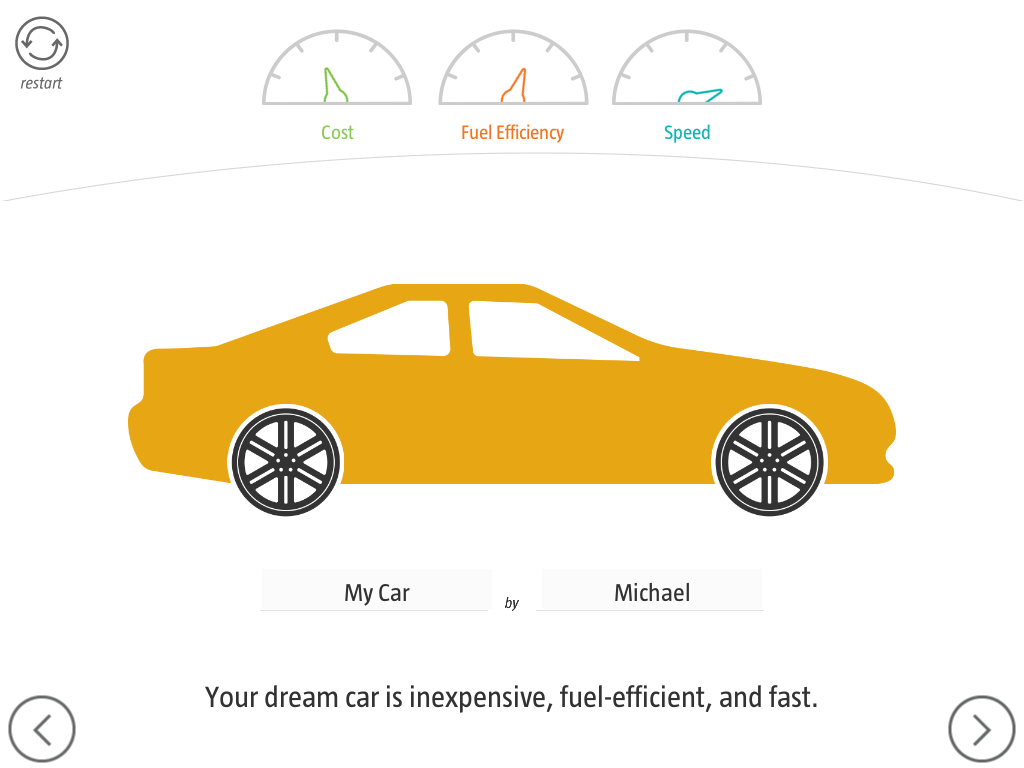 restart
Cost
Fuel Efficiency
Speed
My Car
by
Michael
Your dream car is inexpensive, fuel-efficient, and fast.